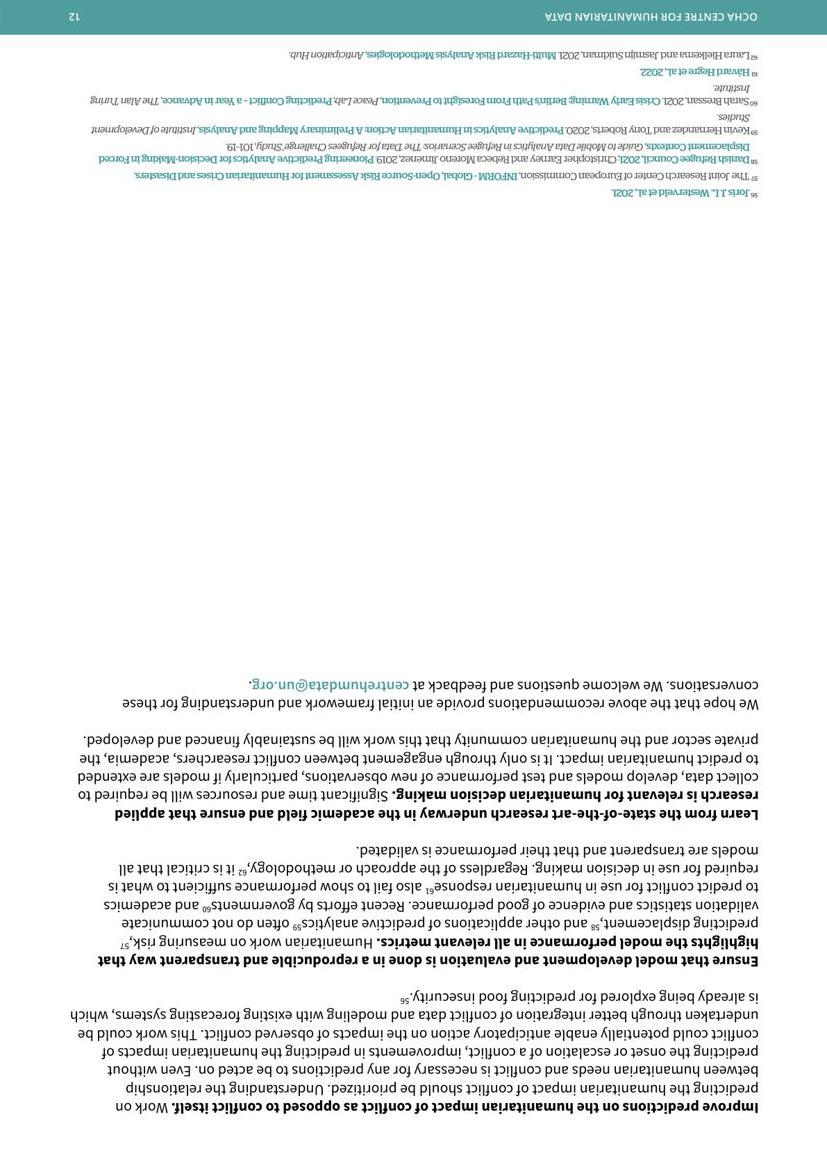 Improve predictions on the humanitarian impact of conflict as opposed to conflict itself. Work on
predicting the humanitarian impact of conflict should be prioritized. Understanding the relationship
between humanitarian needs and conflict is necessary for any predictions to be acted on. Even without
predicting the onset or escalation of a conflict, improvements in predicting the humanitarian impacts of
conflict could potentially enable anticipatory action on the impacts of observed conflict. This work could be
undertaken through better integration of conflict data and modeling with existing forecasting systems, which
is already being explored for predicting food insecurity.⁵⁶
Ensure that model development and evaluation is done in a reproducible and transparent way that
highlights the model performance in all relevant metrics. Humanitarian work on measuring risk,⁵⁷
predicting displacement,⁵⁸ and other applications of predictive analytics⁵⁹ often do not communicate
validation statistics and evidence of good performance. Recent efforts by governments⁶⁰ and academics
to predict conflict for use in humanitarian response⁶¹ also fail to show performance sufficient to what is
required for use in decision making. Regardless of the approach or methodology,⁶² it is critical that all
models are transparent and that their performance is validated.
Learn from the state-of-the-art research underway in the academic field and ensure that applied
research is relevant for humanitarian decision making. Significant time and resources will be required to
collect data, develop models and test performance of new observations, particularly if models are extended
to predict humanitarian impact. It is only through engagement between conflict researchers, academia, the
private sector and the humanitarian community that this work will be sustainably financed and developed.
We hope that the above recommendations provide an initial framework and understanding for these
conversations. We welcome questions and feedback at centrehumdata@un.org.
⁵⁶ Joris J.L. Westerveld et al., 2021.
⁵⁷ The Joint Research Center of European Commission, INFORM - Global, Open-Source Risk Assessment for Humanitarian Crises and Disasters.
⁵⁸ Danish Refugee Council, 2021; Christopher Earney and Rebeca Moreno Jimenez, 2019. Pioneering Predictive Analytics for Decision-Making in Forced
Displacement Contexts, Guide to Mobile Data Analytics in Refugee Scenarios: The 'Data for Refugees Challenge' Study, 101-19.
⁵⁹ Kevin Hernandez and Tony Roberts, 2020. Predictive Analytics in Humanitarian Action: A Preliminary Mapping and Analysis, Institute of Development
Studies.
⁶⁰ Sarah Bressan, 2021. Crisis Early Warning: Berlin's Path From Foresight to Prevention, Peace Lab; Predicting Conflict - a Year in Advance, The Alan Turing
Institute.
⁶¹ Håvard Hegre et al., 2022.
⁶² Laura Hielkema and Jasmijn Suidman, 2021. Multi-Hazard Risk Analysis Methodologies, Anticipation Hub.
OCHA CENTRE FOR HUMANITARIAN DATA
12